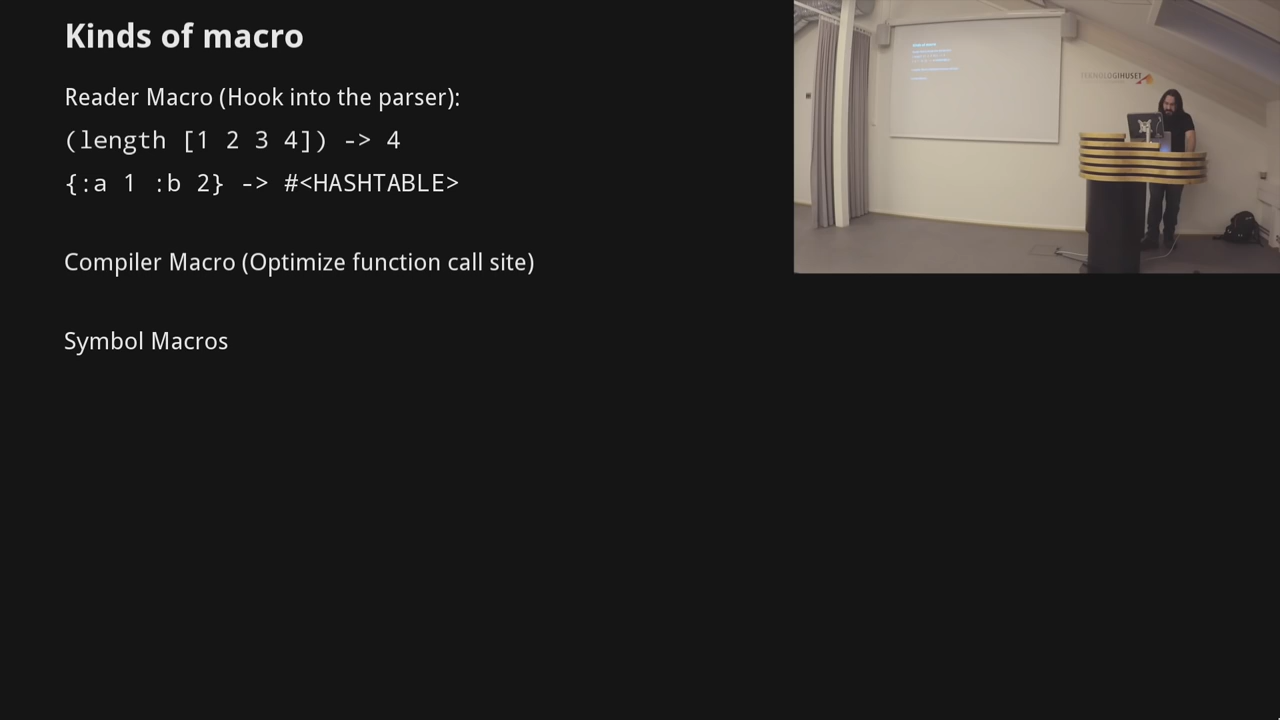 Kinds of macro
Reader Macro (Hook into the parser):
(length [1 2 3 4]) -> 4
{:a 1 :b 2} -> #<HASHTABLE>
Compiler Macro (Optimize function call site)
Symbol Macros
TEKNOLOGIHUSET